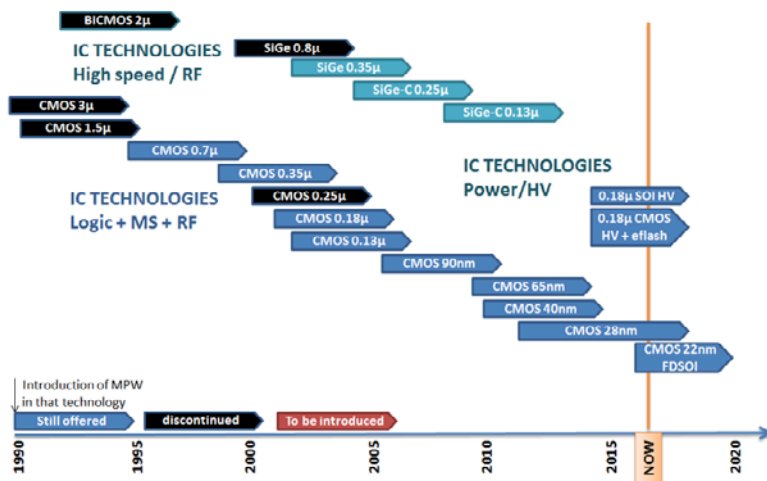 BICMOS 2µ
IC TECHNOLOGIES
High speed / RF
SiGe 0.8µ
SiGe 0.35µ
SiGe-C 0.25µ
SiGe-C 0.13µ
CMOS 3µ
CMOS 1.5µ
CMOS 0.7µ
CMOS 0.35µ
IC TECHNOLOGIES
Power/HV
IC TECHNOLOGIES
Logic + MS + RF
CMOS 0.25µ
CMOS 0.18µ
CMOS 0.13µ
0.18µ SOI HV
0.18µ CMOS
HV + eflash
CMOS 90nm
CMOS 65nm
CMOS 40nm
CMOS 28nm
CMOS 22nm
FDSOI
Introduction of MPW
in that technology
Still offered
discontinued
To be introduced
1990
1995
2000
2005
2010
2015
NOW
2020